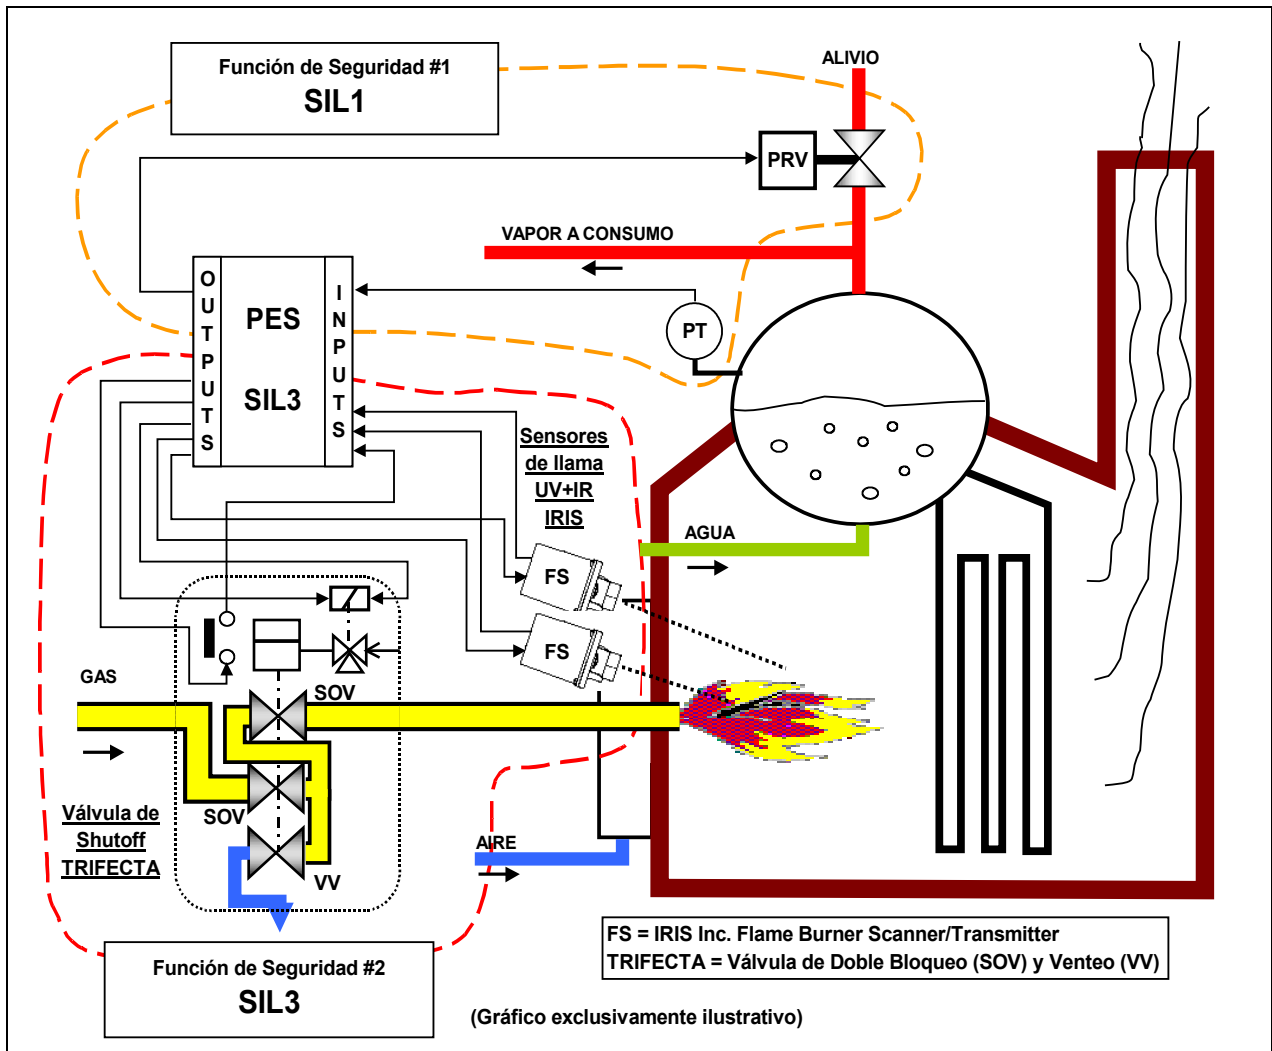 Función de Seguridad #1
SIL1
ALIVIO
PRV
VAPOR A CONSUMO
OUTPUTS
PES
SIL3
INPUTS
PT
Sensores
de llama
UV+IR
IRIS
AGUA
FS
FS
GAS
SOV
SOV
Válvula de
Shutoff
TRIFECTA
VV
AIRE
FS = IRIS Inc. Flame Burner Scanner/Transmitter
TRIFECTA = Válvula de Doble Bloqueo (SOV) y Venteo (VV)
Función de Seguridad #2
SIL3
(Gráfico exclusivamente ilustrativo)